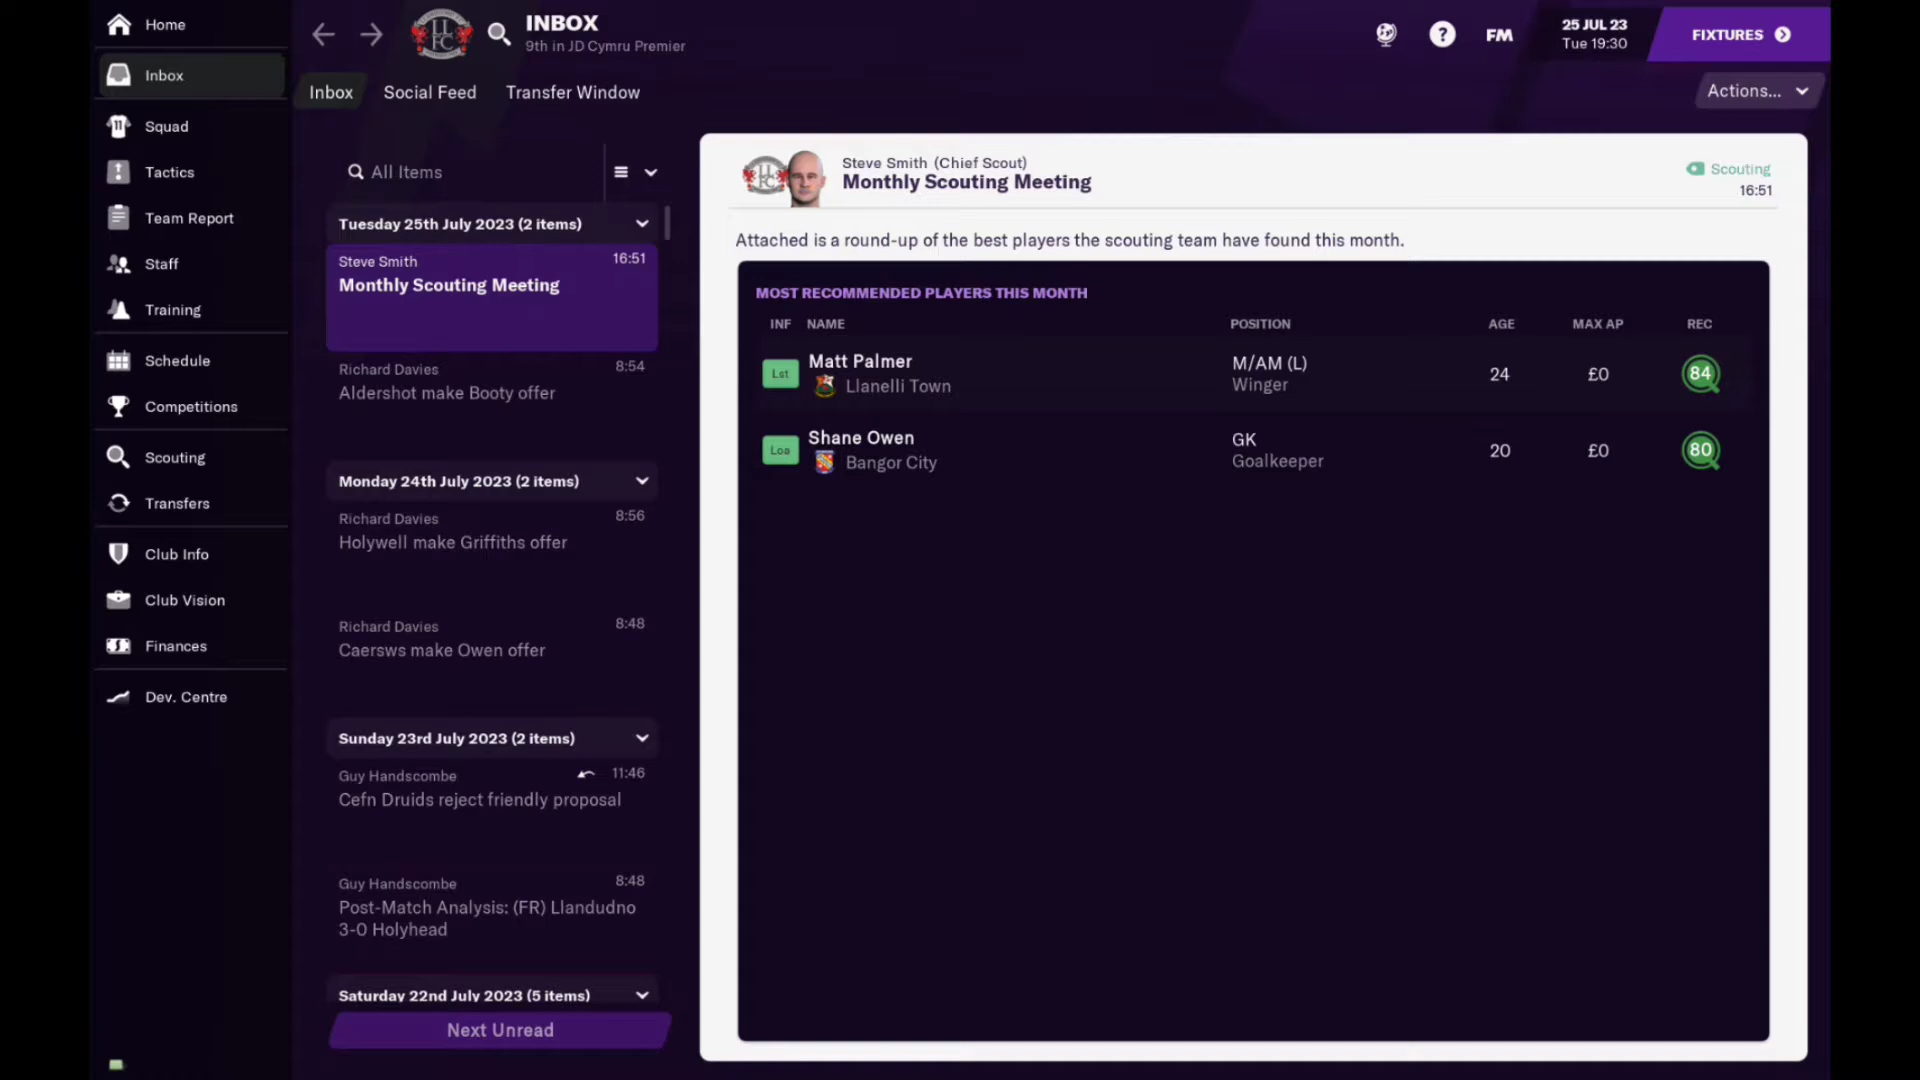 Home
Inbox
Squad
Tactics
Team Report
Staff
Training
Schedule
Competitions
Scouting
Transfers
Club Info
Club Vision
Finances
Dev. Centre
INBOX
9th in JD Cymru Premier
FM
25 JUL 23
Tue 19:30
FIXTURES
Inbox
Social Feed
Transfer Window
Actions...
All Items
Tuesday 25th July 2023 (2 items)
Steve Smith 16:51
Monthly Scouting Meeting
Richard Davies 8:54
Aldershot make Booty offer
Monday 24th July 2023 (2 items)
Richard Davies 8:56
Holywell make Griffiths offer
Richard Davies 8:48
Caersws make Owen offer
Sunday 23rd July 2023 (2 items)
Guy Handscombe 11:46
Cefn Druids reject friendly proposal
Guy Handscombe 8:48
Post-Match Analysis: (FR) Llandudno
3-0 Holyhead
Saturday 22nd July 2023 (5 items)
Next Unread
Steve Smith (Chief Scout)
Monthly Scouting Meeting
Scouting
16:51
Attached is a round-up of the best players the scouting team have found this month.
MOST RECOMMENDED PLAYERS THIS MONTH
INF NAME POSITION AGE MAX AP REC
Lst Matt Palmer M/AM (L) 24 £0 84
Llanelli Town Winger
Loa Shane Owen GK 20 £0 80
Bangor City Goalkeeper